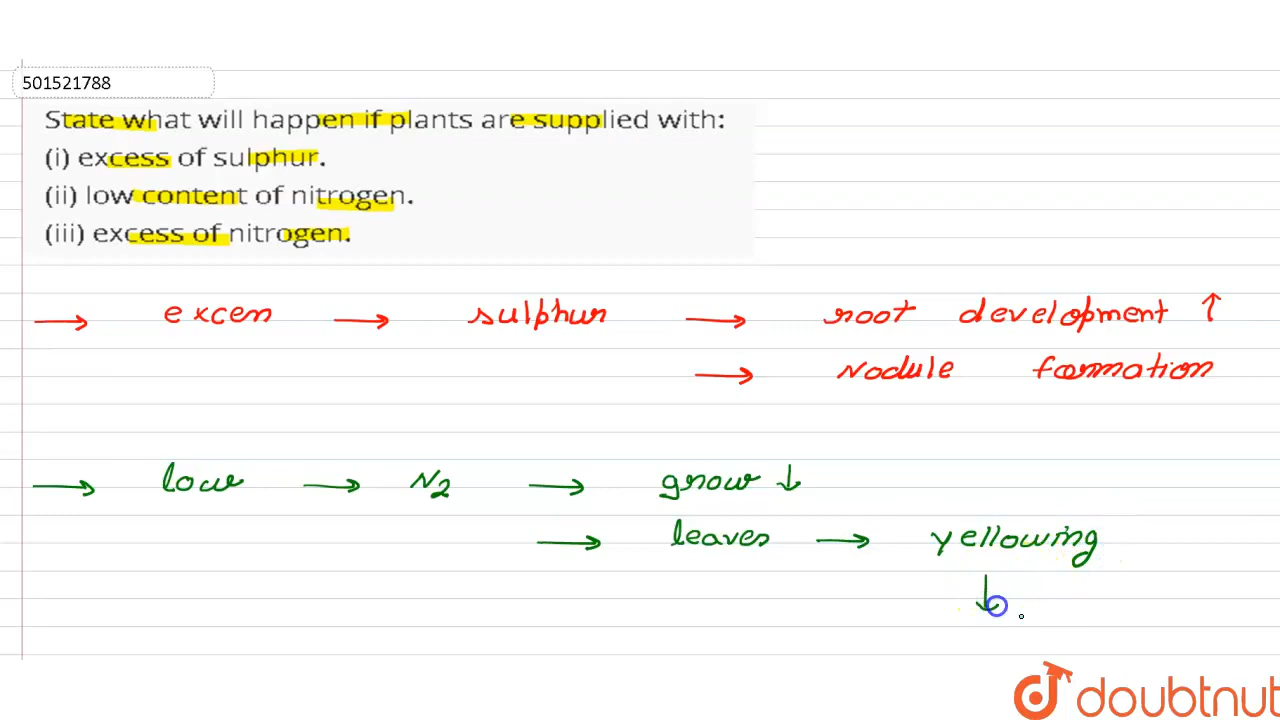 501521788
State what will happen if plants are supplied with:
(i) excess of sulphur.
(ii) low content of nitrogen.
(iii) excess of nitrogen.
→ excess → sulphur → root development ↑
→ Nodule formation
→ low → N2 → grow ↓
→ leaves → yellowing
↓
doubtnut